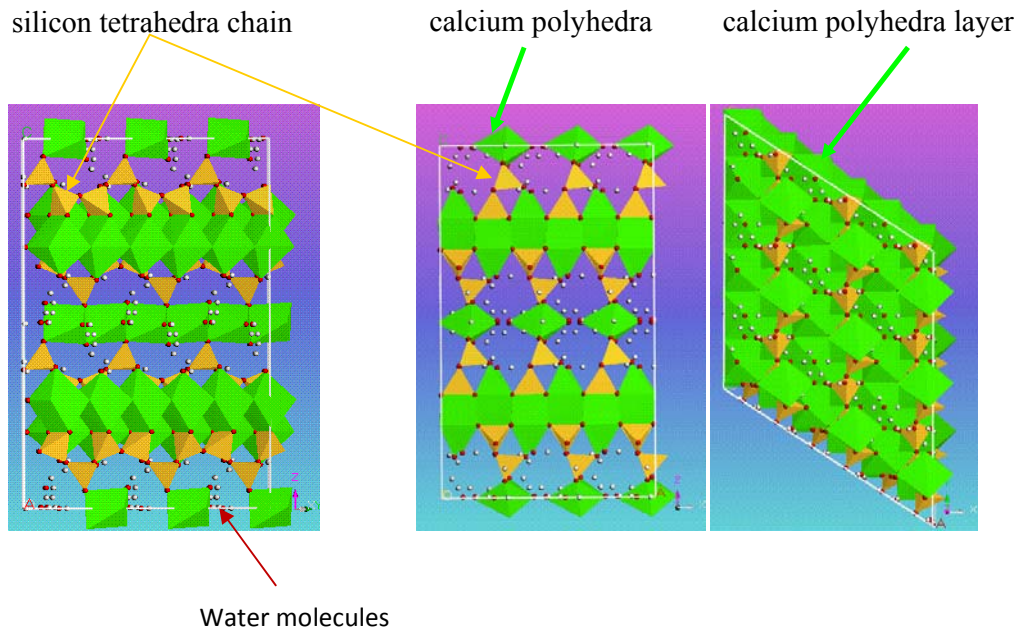 silicon tetrahedra chain
calcium polyhedra
calcium polyhedra layer
Water molecules